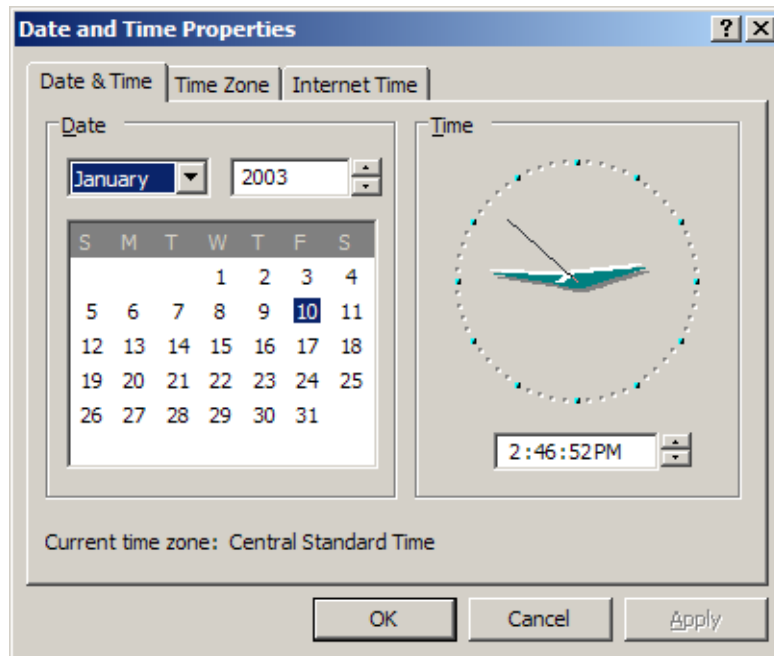 Date and Time Properties
Date & Time Time Zone Internet Time
Date
January 2003
S M T W T F S
1 2 3 4
5 6 7 8 9 10 11
12 13 14 15 16 17 18
19 20 21 22 23 24 25
26 27 28 29 30 31
Time
2:46:52PM
Current time zone: Central Standard Time
OK Cancel Apply